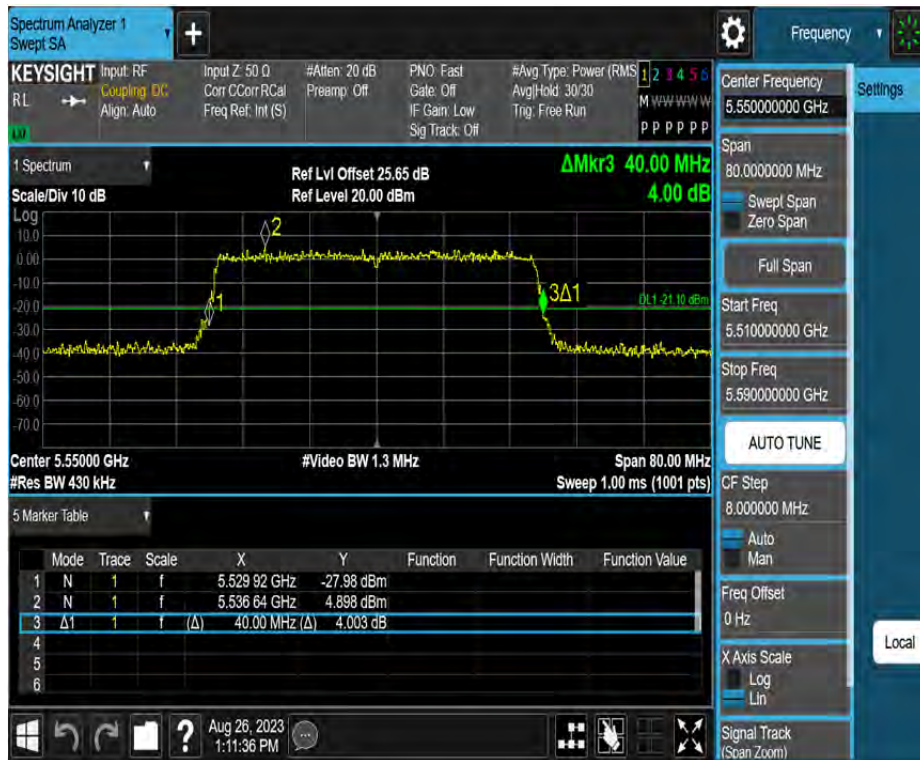 Spectrum Analyzer 1
Swept SA
Frequency
KEYSIGHT
RL
LXI
Input: RF
Coupling: DC
Align: Auto
Input Z: 50 Ω
Corr CCorr RCal
Freq Ref: Int (S)
#Atten: 20 dB
Preamp: Off
PNO: Fast
Gate: Off
IF Gain: Low
Sig Track: Off
#Avg Type: Power (RMS
Avg|Hold: 30/30
Trig: Free Run
1 2 3 4 5 6
M W W W W W
P P P P P P
1 Spectrum
Scale/Div 10 dB
Ref Lvl Offset 25.65 dB
Ref Level 20.00 dBm
ΔMkr3 40.00 MHz
4.00 dB
Log
10.0
0.00
-10.0
-20.0
-30.0
-40.0
-50.0
-60.0
-70.0
2
1
3Δ1
DL1 -21.10 dBm
Center 5.55000 GHz
#Video BW 1.3 MHz
Span 80.00 MHz
#Res BW 430 kHz
Sweep 1.00 ms (1001 pts)
5 Marker Table
Mode Trace Scale X Y Function Function Width Function Value
1 N 1 f 5.529 92 GHz -27.98 dBm
2 N 1 f 5.536 64 GHz 4.898 dBm
3 Δ1 1 f (Δ) 40.00 MHz (Δ) 4.003 dB
4
5
6
?
Aug 26, 2023
1:11:36 PM
Center Frequency
5.550000000 GHz
Span
80.0000000 MHz
Swept Span
Zero Span
Full Span
Start Freq
5.510000000 GHz
Stop Freq
5.590000000 GHz
AUTO TUNE
CF Step
8.000000 MHz
Auto
Man
Freq Offset
0 Hz
X Axis Scale
Log
Lin
Signal Track
(Span Zoom)
Settings
Local